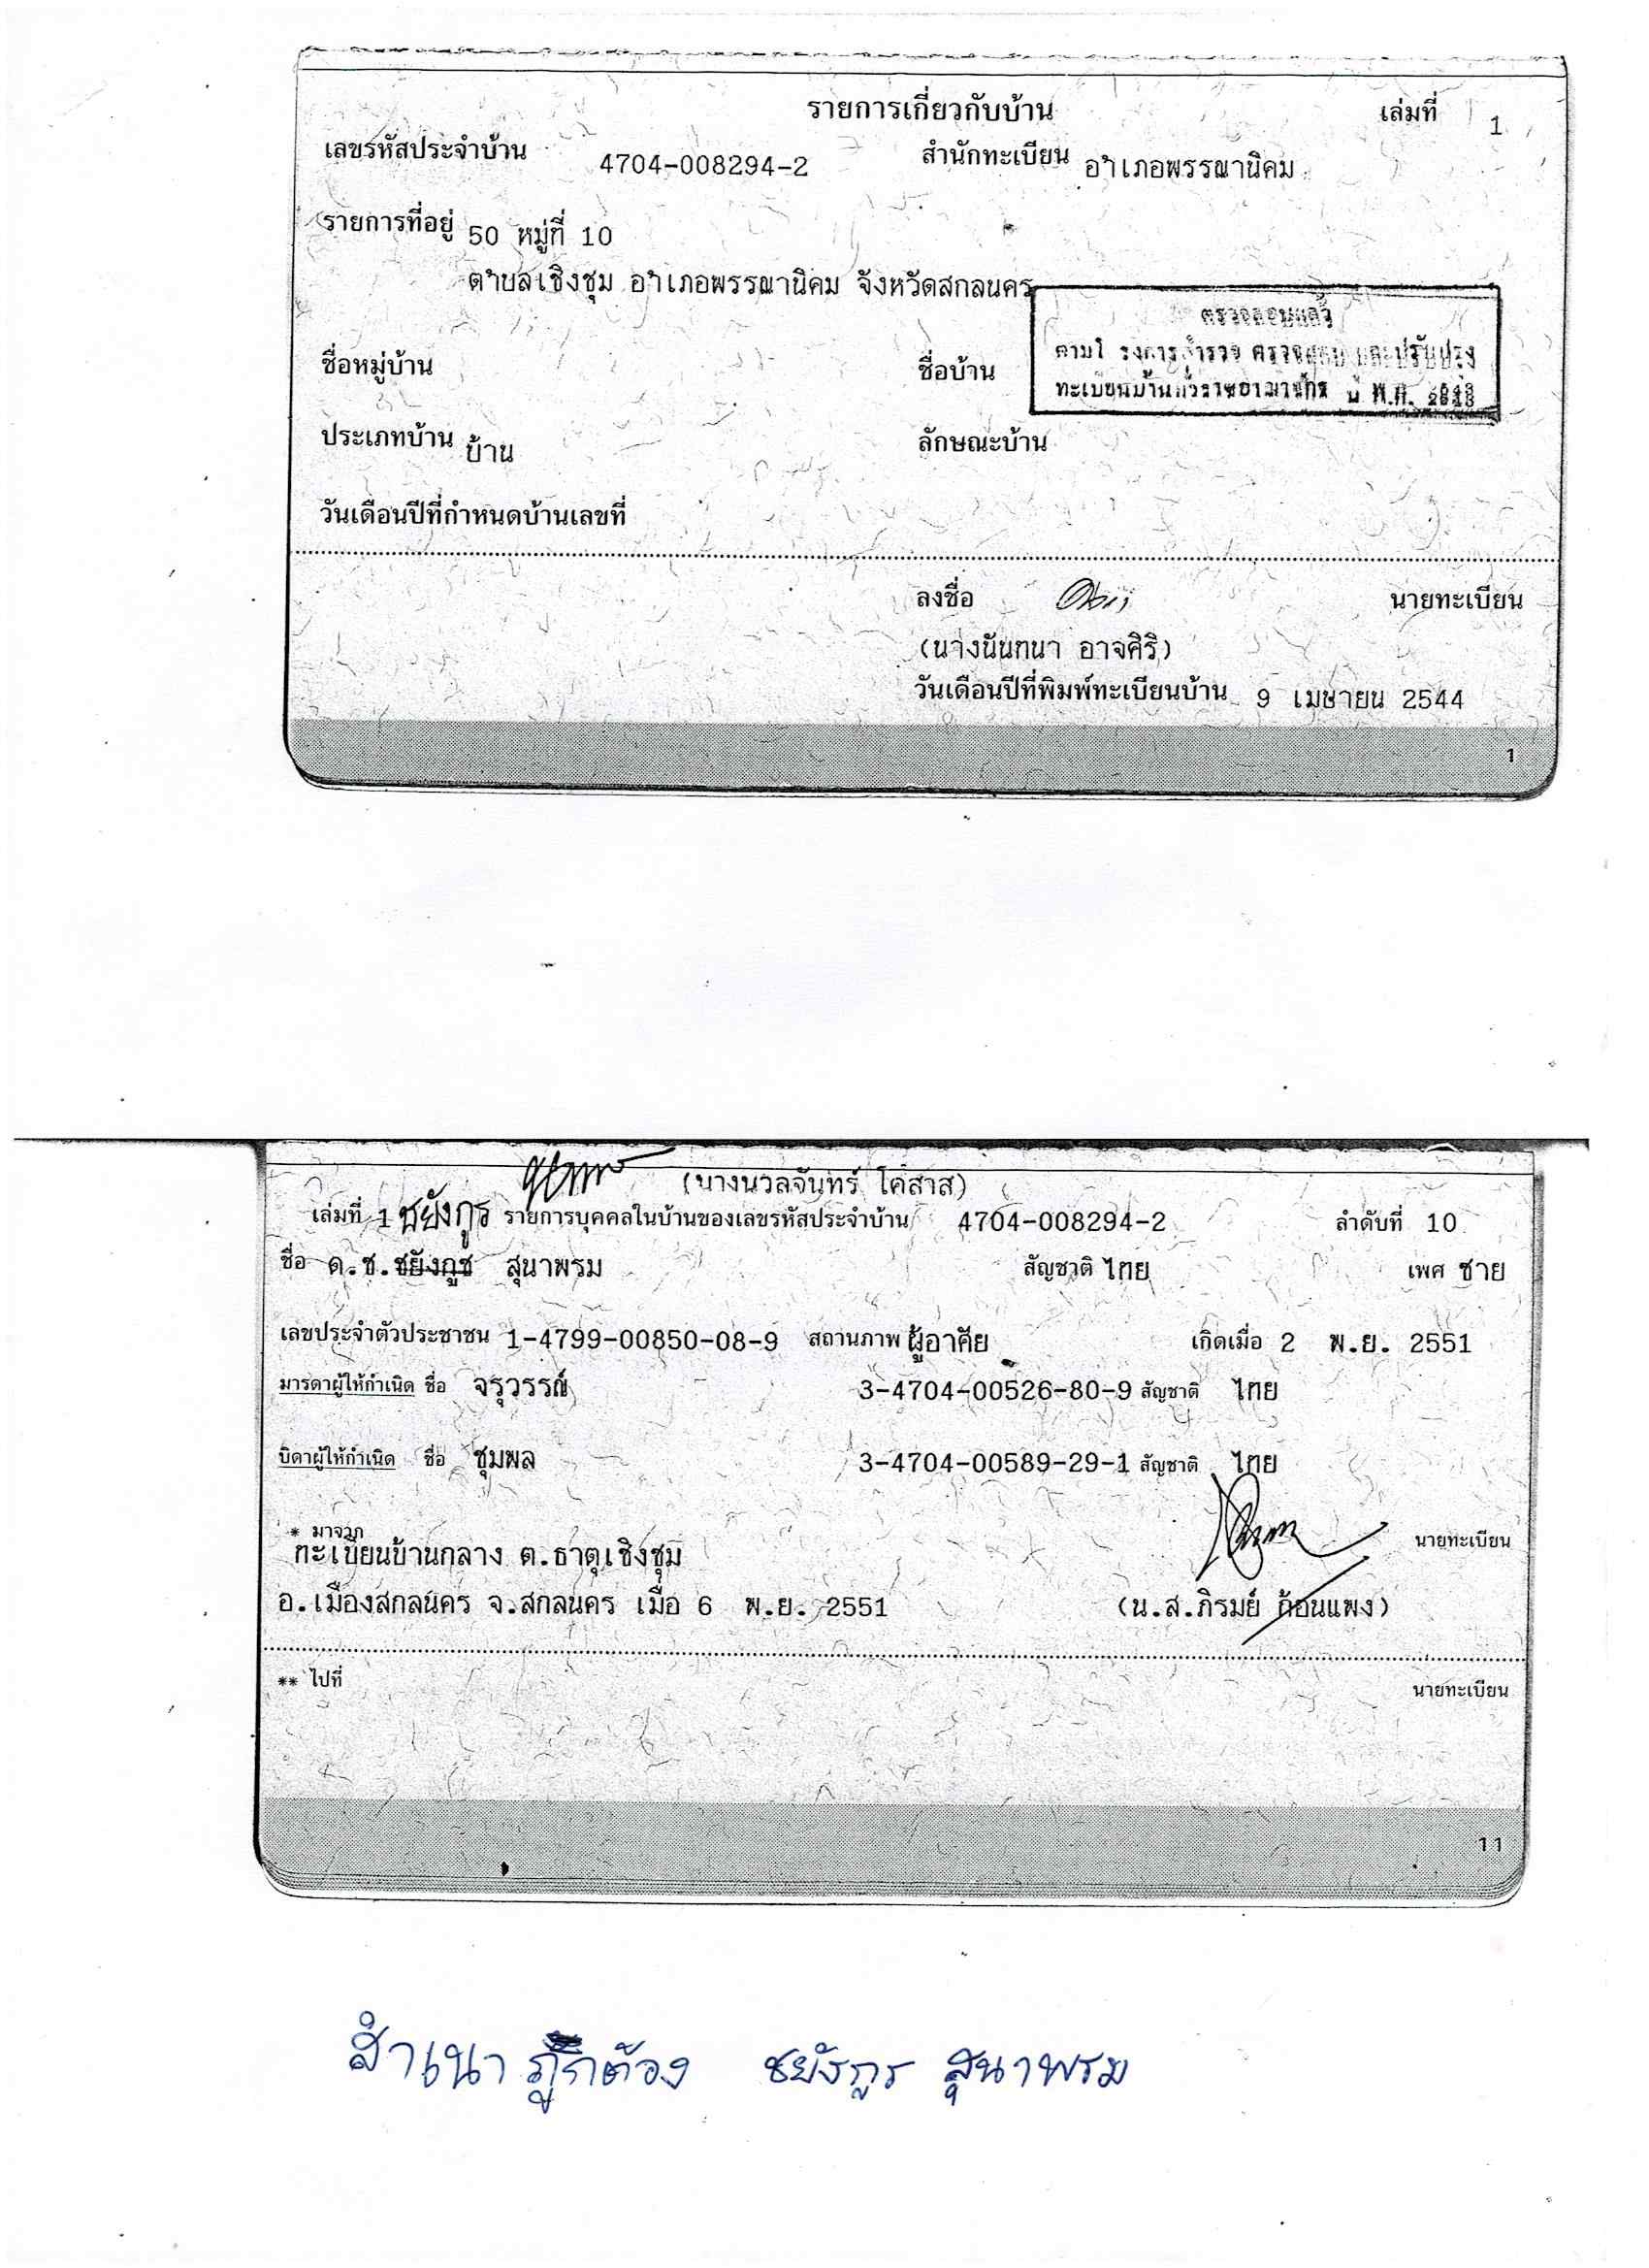 รายการเกี่ยวกับบ้าน เล่มที่ 1
เลขรหัสประจำบ้าน 4704-008294-2 สำนักทะเบียน อำเภอพรรณานิคม
รายการที่อยู่ 50 หมู่ที่ 10
ตำบลเชิงชุม อำเภอพรรณานิคม จังหวัดสกลนคร
ตรวจสอบแล้ว
ชื่อหมู่บ้าน ชื่อบ้าน ตามโครงการสำรวจ ตรวจสอบ และปรับปรุง
ทะเบียนบ้านทั่วราชอาณาจักร ปี พ.ศ.
ประเภทบ้าน บ้าน ลักษณะบ้าน
วันเดือนปีที่กำหนดบ้านเลขที่
ลงชื่อ นายทะเบียน
(นางนันทนา อาจศิริ)
วันเดือนปีที่พิมพ์ทะเบียนบ้าน 9 เมษายน 2544
1
(นางนวลจันทร์ โคสาส)
เล่มที่ 1 ชยังกูร รายการบุคคลในบ้านของเลขรหัสประจำบ้าน 4704-008294-2 ลำดับที่ 10
ชื่อ ด.ช.ชยังกูช สุนาพรม สัญชาติ ไทย เพศ ชาย
เลขประจำตัวประชาชน 1-4799-00850-08-9 สถานภาพ ผู้อาศัย เกิดเมื่อ 2 พ.ย. 2551
มารดาผู้ให้กำเนิด ชื่อ จรุวรรณ์ 3-4704-00526-80-9 สัญชาติ ไทย
บิดาผู้ให้กำเนิด ชื่อ ชุมพล 3-4704-00589-29-1 สัญชาติ ไทย
* มาจาก นายทะเบียน
ทะเบียนบ้านกลาง ต.ธาตุเชิงชุม
อ.เมืองสกลนคร จ.สกลนคร เมื่อ 6 พ.ย. 2551 (น.ส.ภิรมย์ ก้อนแพง)
** ไปที่ นายทะเบียน
11
สำเนาถูกต้อง ชยังกูร สุนาพรม